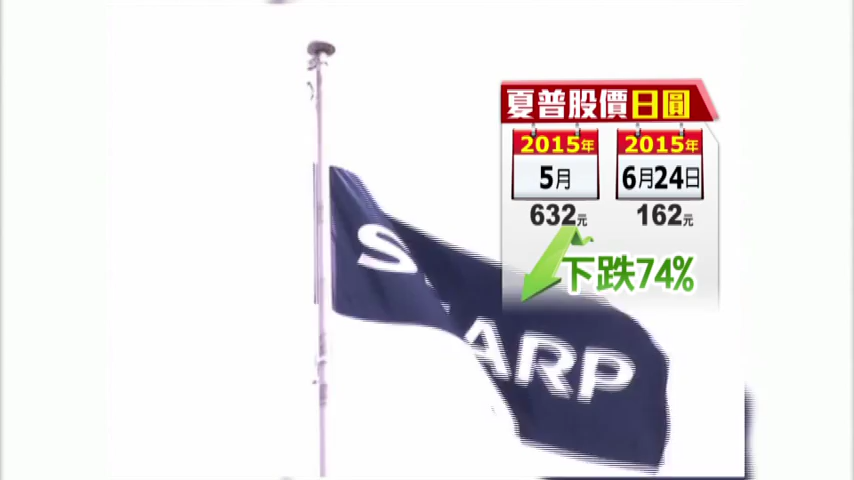 夏普股價日圓
2015年 2015年
5月 6月24日
632元 162元
下跌74%
S ARP